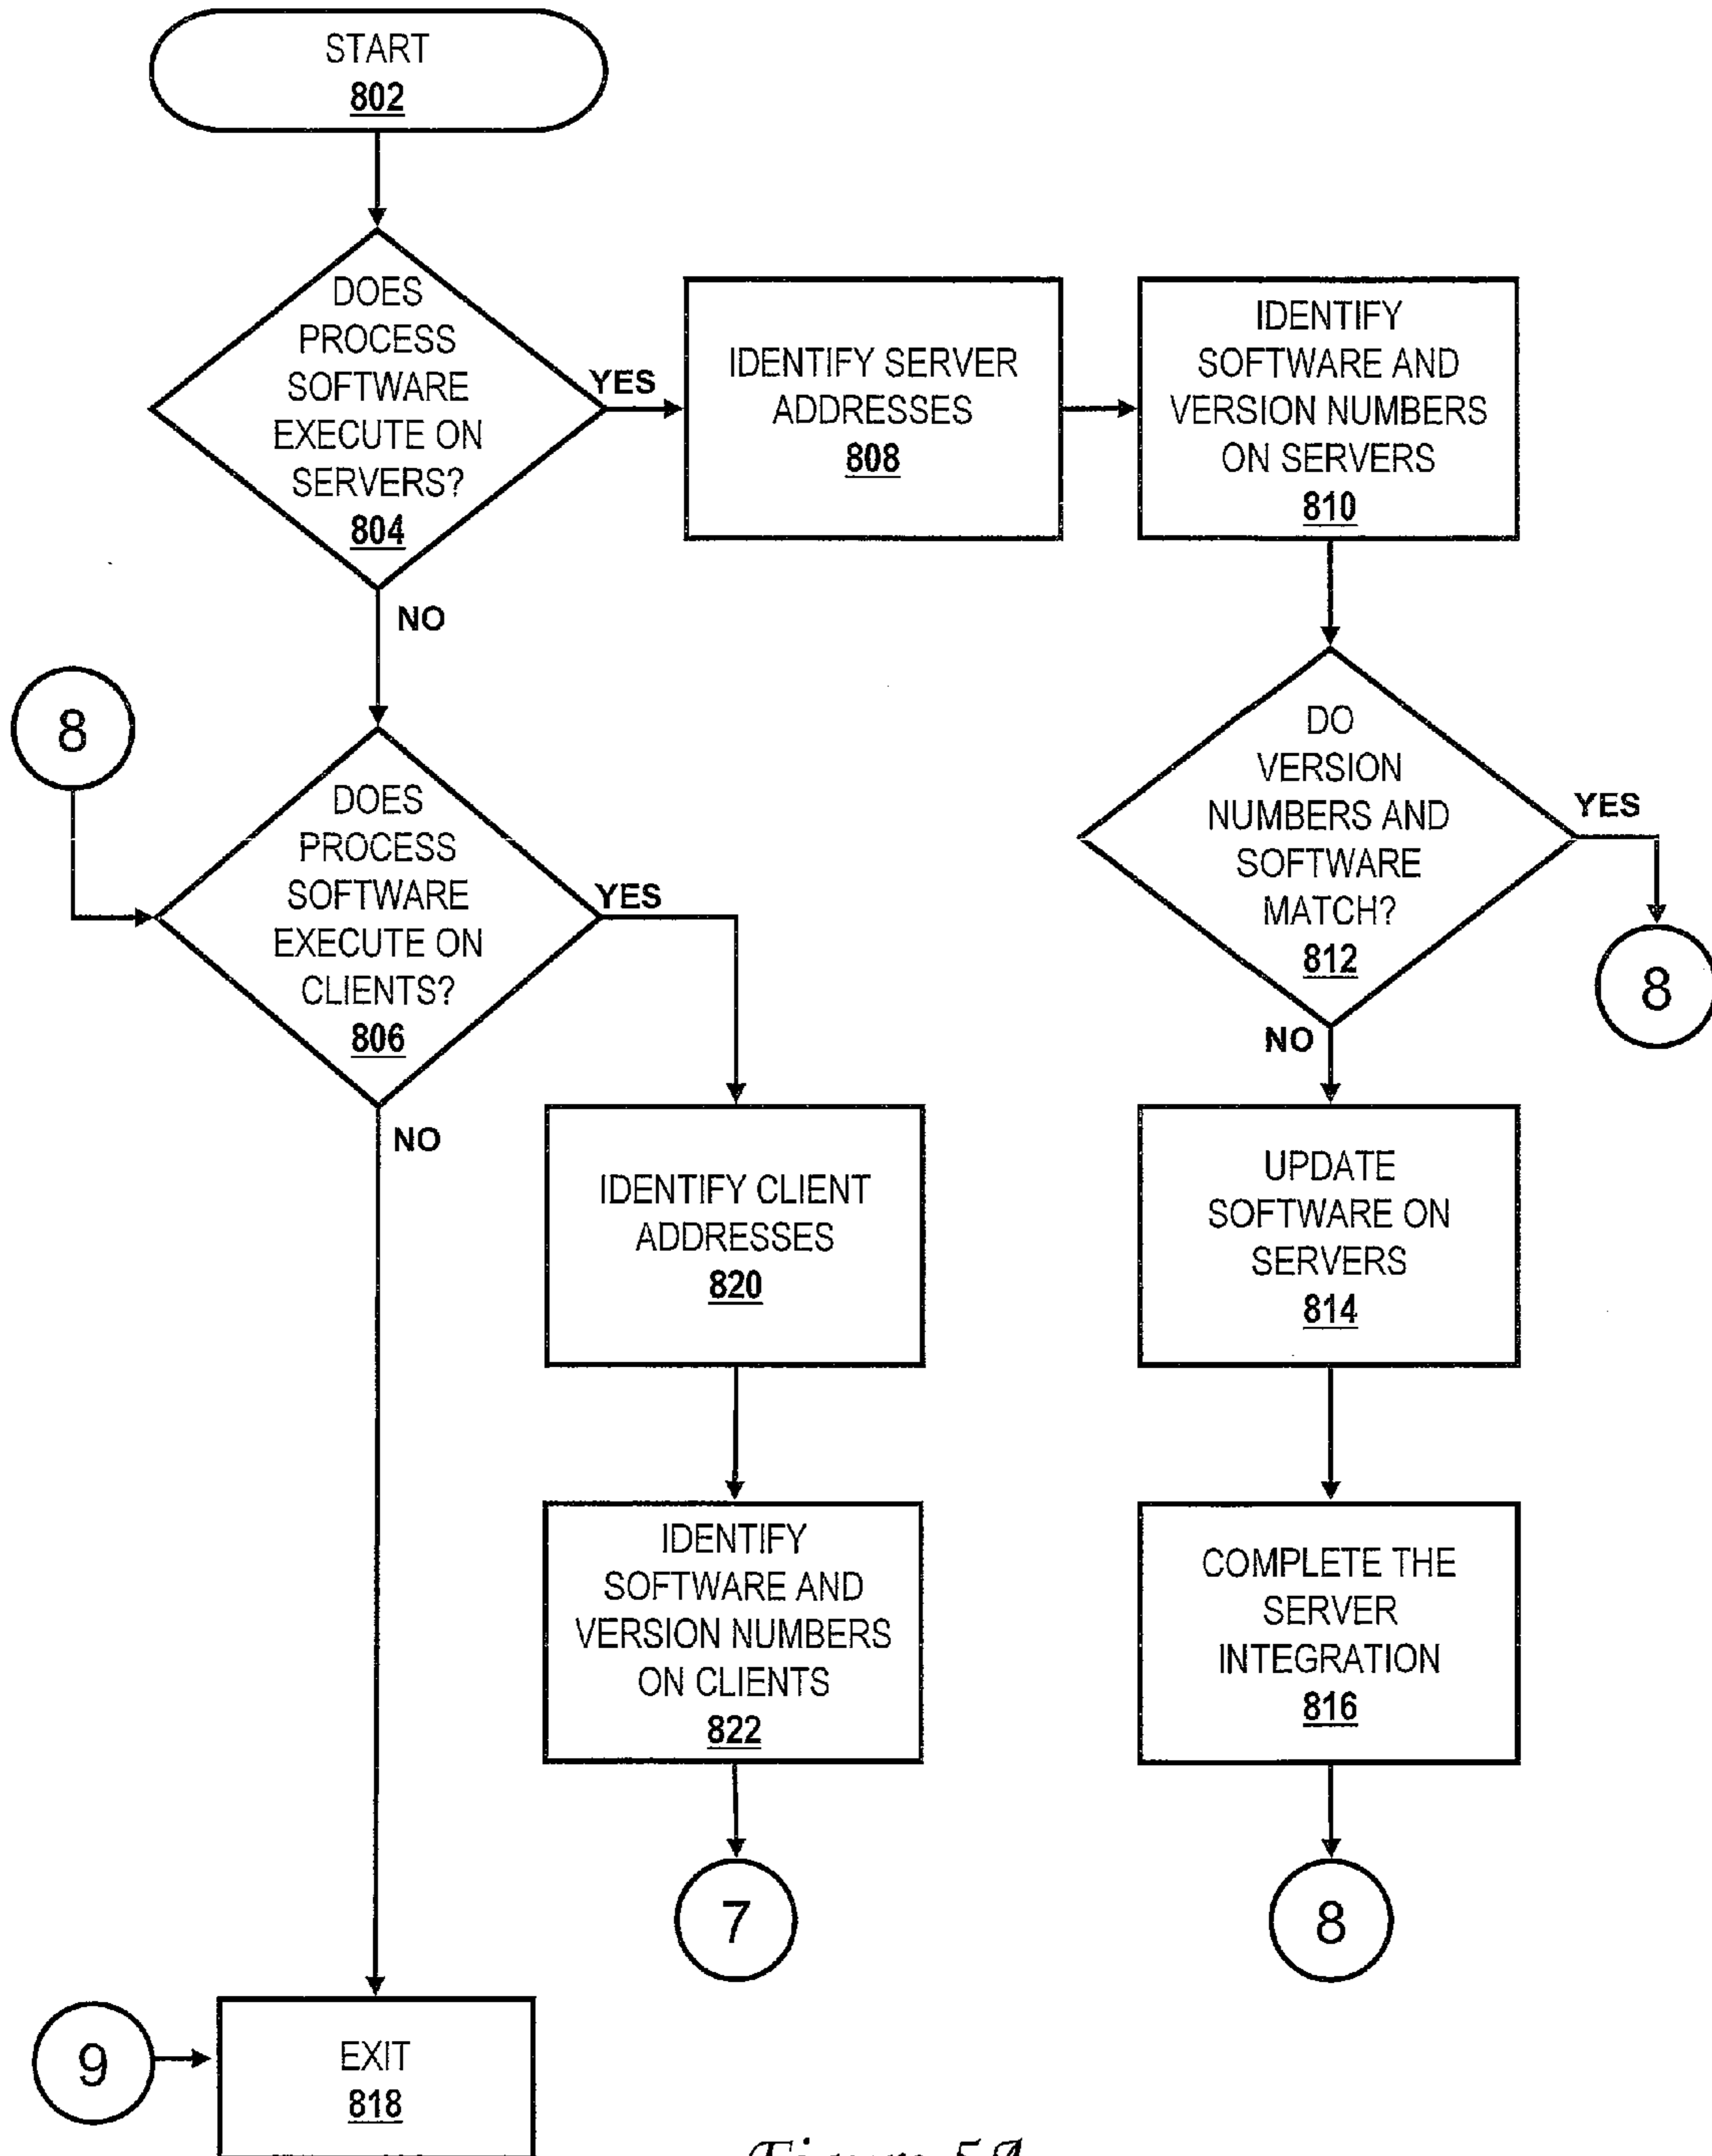 START
802
DOES
PROCESS
SOFTWARE
EXECUTE ON
SERVERS?
804
YES
NO
IDENTIFY SERVER
ADDRESSES
808
IDENTIFY
SOFTWARE AND
VERSION NUMBERS
ON SERVERS
810
8
DOES
PROCESS
SOFTWARE
EXECUTE ON
CLIENTS?
806
YES
NO
DO
VERSION
NUMBERS AND
SOFTWARE
MATCH?
812
YES
8
NO
IDENTIFY CLIENT
ADDRESSES
820
UPDATE
SOFTWARE ON
SERVERS
814
IDENTIFY
SOFTWARE AND
VERSION NUMBERS
ON CLIENTS
822
COMPLETE THE
SERVER
INTEGRATION
816
7
8
9
EXIT
818
Figure 5A